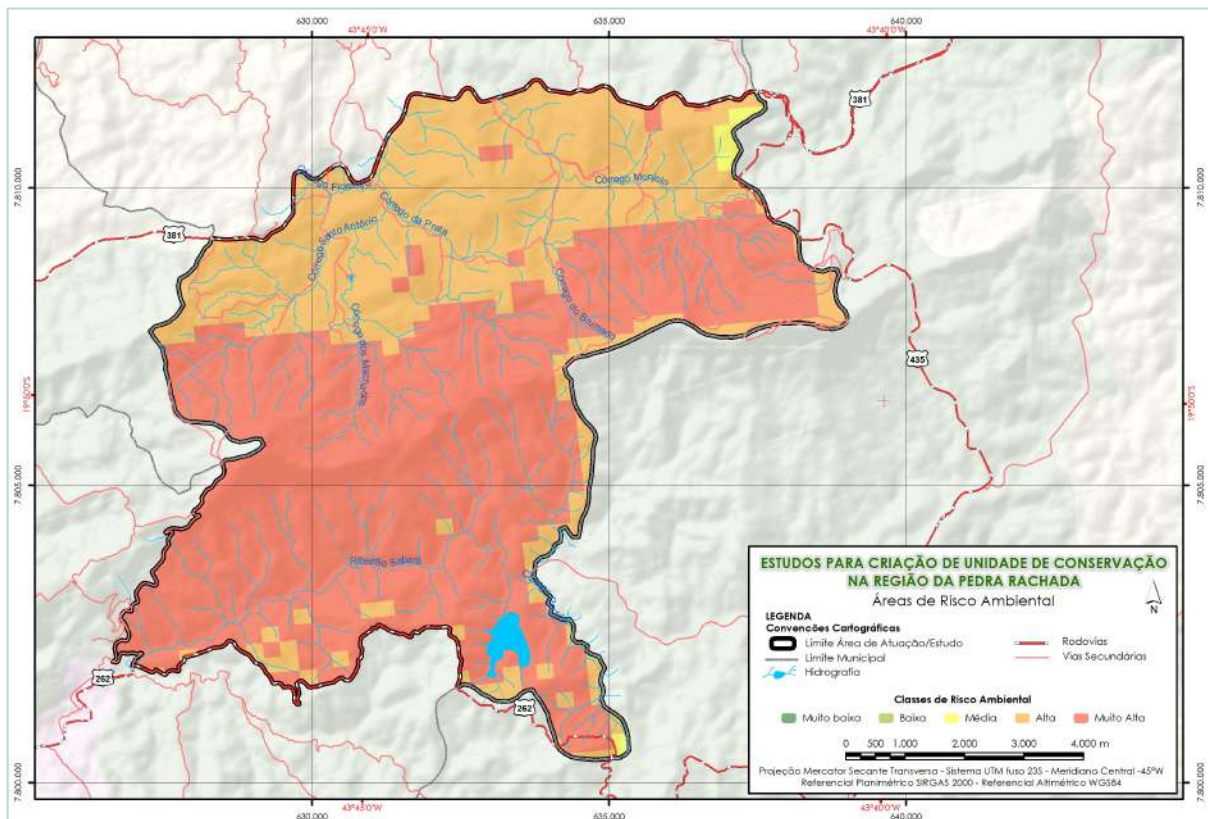 630.000
635.000
640.000
43°45'0"W
43°40'0"W
381
7.810.000
7.810.000
Córrego Monjolo
Córrego da Prata
Córrego Santo Antônio
381
Córrego do Brumado
Córrego dos Machados
435
19°50'0"S
19°50'0"S
7.805.000
7.805.000
Ribeirão Sabará
262
262
7.800.000
7.800.000
ESTUDOS PARA CRIAÇÃO DE UNIDADE DE CONSERVAÇÃO
NA REGIÃO DA PEDRA RACHADA
Áreas de Risco Ambiental
N
LEGENDA
Convenções Cartográficas
Limite Área de Atuação/Estudo
Rodovias
Limite Municipal
Vias Secundárias
Hidrografia
Classes de Risco Ambiental
Muito baixa
Baixa
Média
Alta
Muito Alta
0 500 1.000 2.000 3.000 4.000 m
Projeção Mercator Secante Transversa - Sistema UTM fuso 23S - Meridiano Central -45°W
Referencial Planimétrico SIRGAS 2000 - Referencial Altimétrico WGS84
43°45'0"W
43°40'0"W
630.000
635.000
640.000